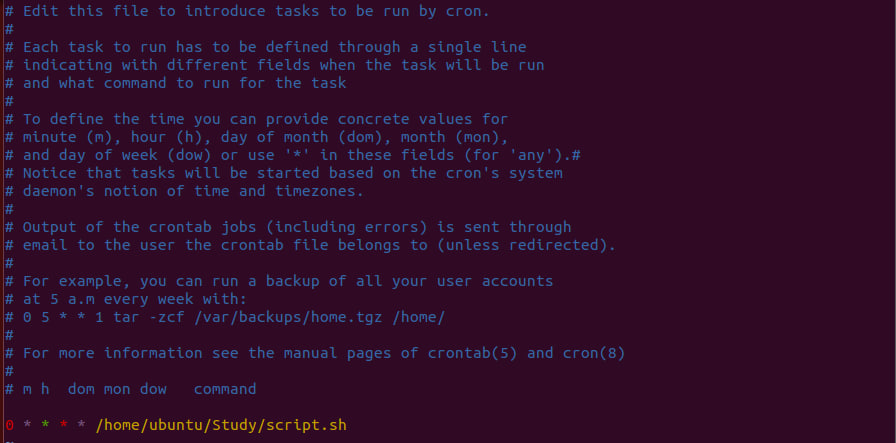 # Edit this file to introduce tasks to be run by cron.
#
# Each task to run has to be defined through a single line
# indicating with different fields when the task will be run
# and what command to run for the task
#
# To define the time you can provide concrete values for
# minute (m), hour (h), day of month (dom), month (mon),
# and day of week (dow) or use '*' in these fields (for 'any').#
# Notice that tasks will be started based on the cron's system
# daemon's notion of time and timezones.
#
# Output of the crontab jobs (including errors) is sent through
# email to the user the crontab file belongs to (unless redirected).
#
# For example, you can run a backup of all your user accounts
# at 5 a.m every week with:
# 0 5 * * 1 tar -zcf /var/backups/home.tgz /home/
#
# For more information see the manual pages of crontab(5) and cron(8)
#
# m h  dom mon dow   command
0 * * * * /home/ubuntu/Study/script.sh